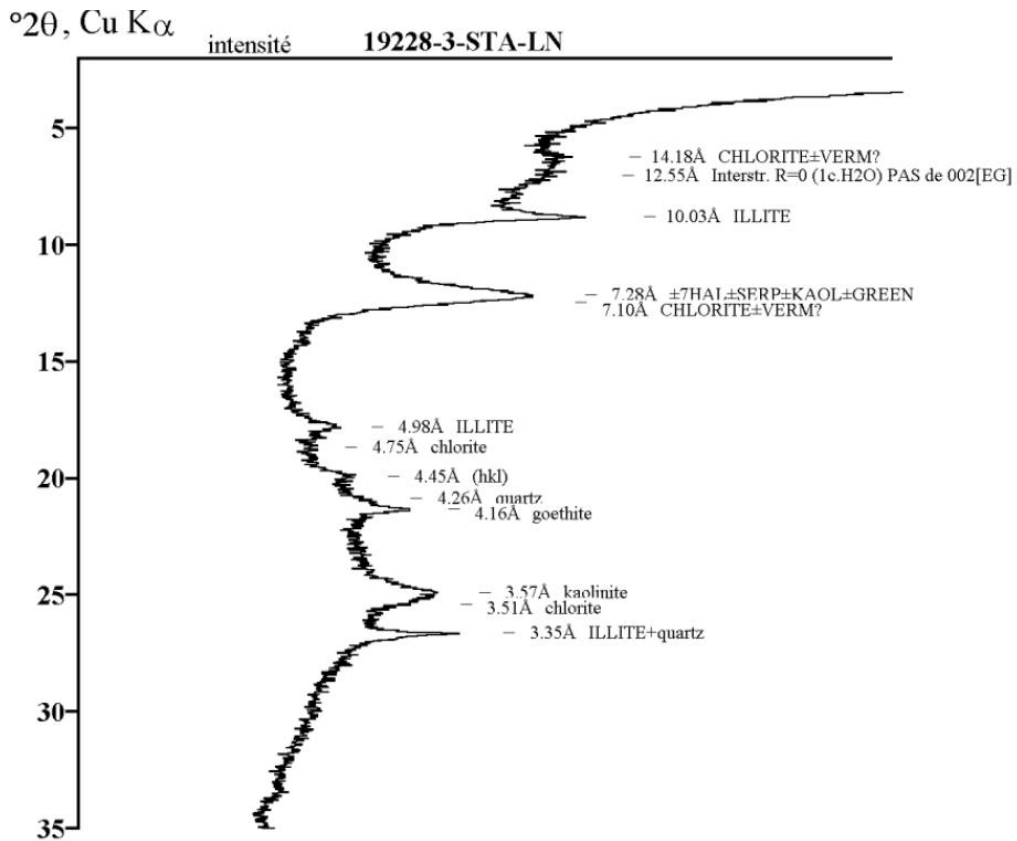 °2θ, Cu Kα
intensité
19228-3-STA-LN
5
14.18Å CHLORITE±VERM?
12.55Å Interstr. R=0 (1c.H2O) PAS de 002[EG]
10.03Å ILLITE
10
7.28Å ±7HAL±SERP±KAOL±GREEN
7.10Å CHLORITE±VERM?
15
4.98Å ILLITE
4.75Å chlorite
20
4.45Å (hkl)
4.26Å quartz
4.16Å goethite
25
3.57Å kaolinite
3.51Å chlorite
3.35Å ILLITE+quartz
30
35